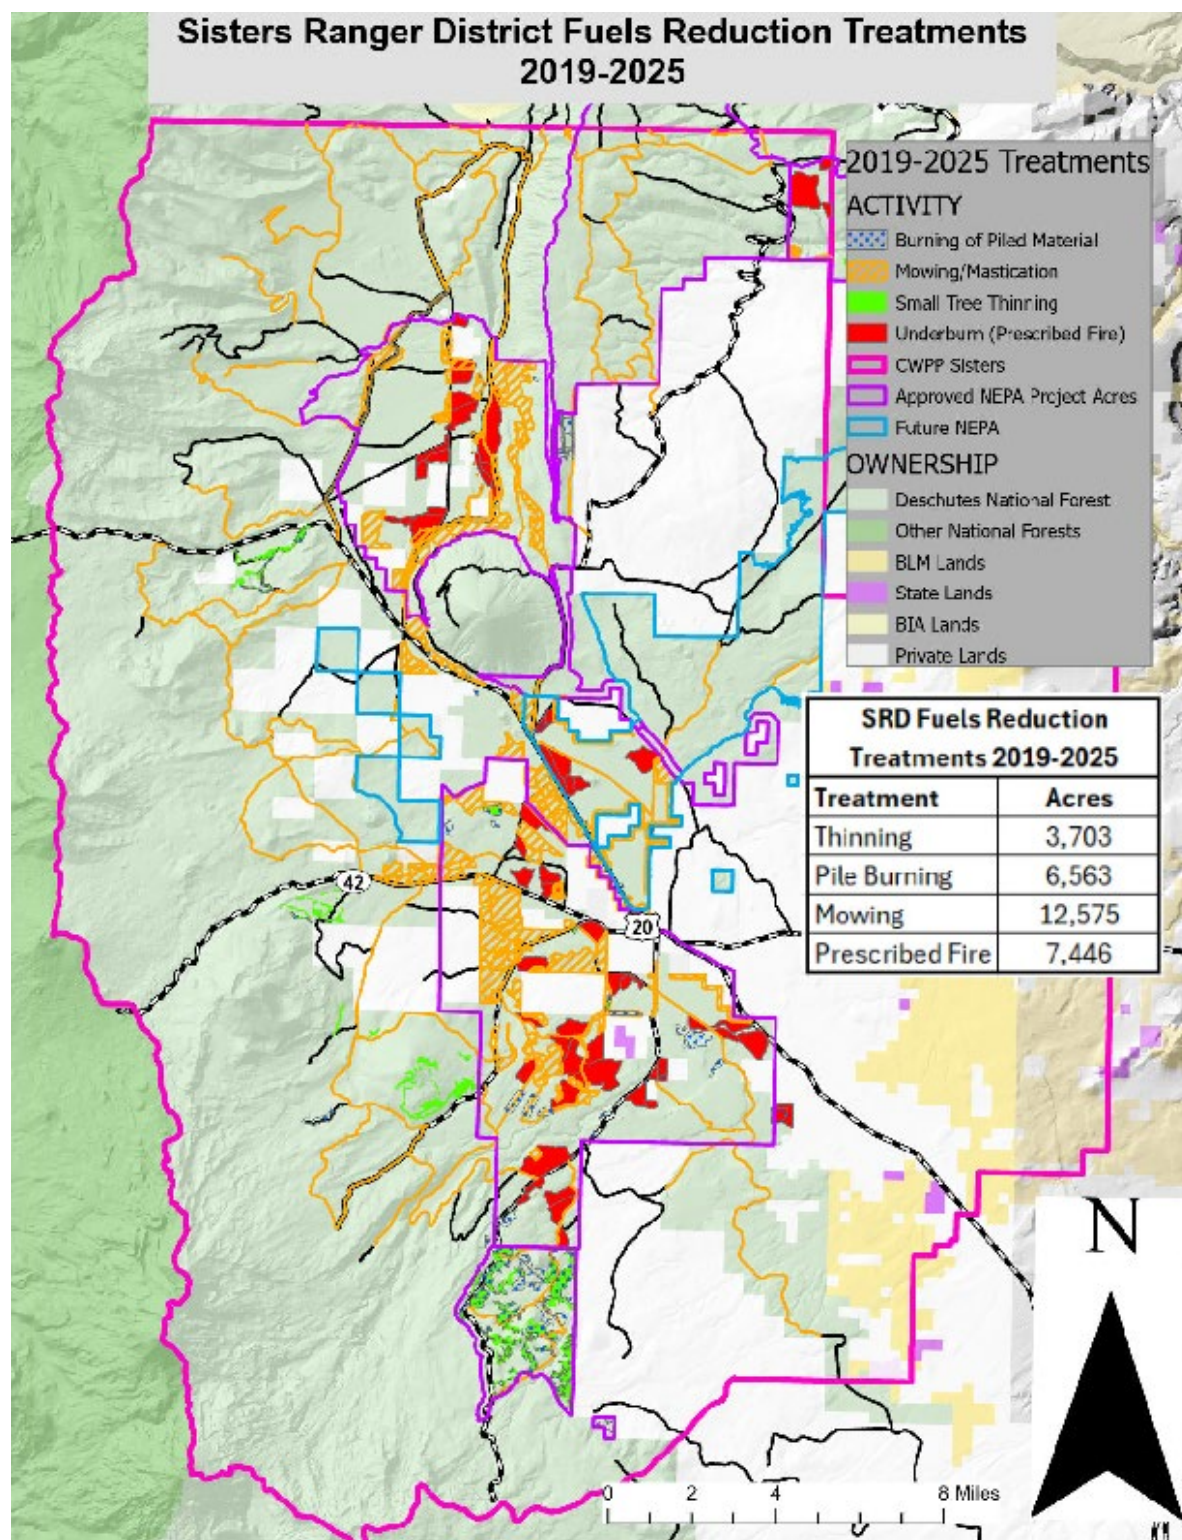 Sisters Ranger District Fuels Reduction Treatments
2019-2025
2019-2025 Treatments
ACTIVITY
Burning of Piled Material
Mowing/Mastication
Small Tree Thinning
Underburn (Prescribed Fire)
CWPP Sisters
Approved NEPA Project Acres
Future NEPA
OWNERSHIP
Deschutes National Forest
Other National Forests
BLM Lands
State Lands
BIA Lands
Private Lands
SRD Fuels Reduction
Treatments 2019-2025
Treatment Acres
Thinning 3,703
Pile Burning 6,563
Mowing 12,575
Prescribed Fire 7,446
42
20
N
0 2 4 8 Miles